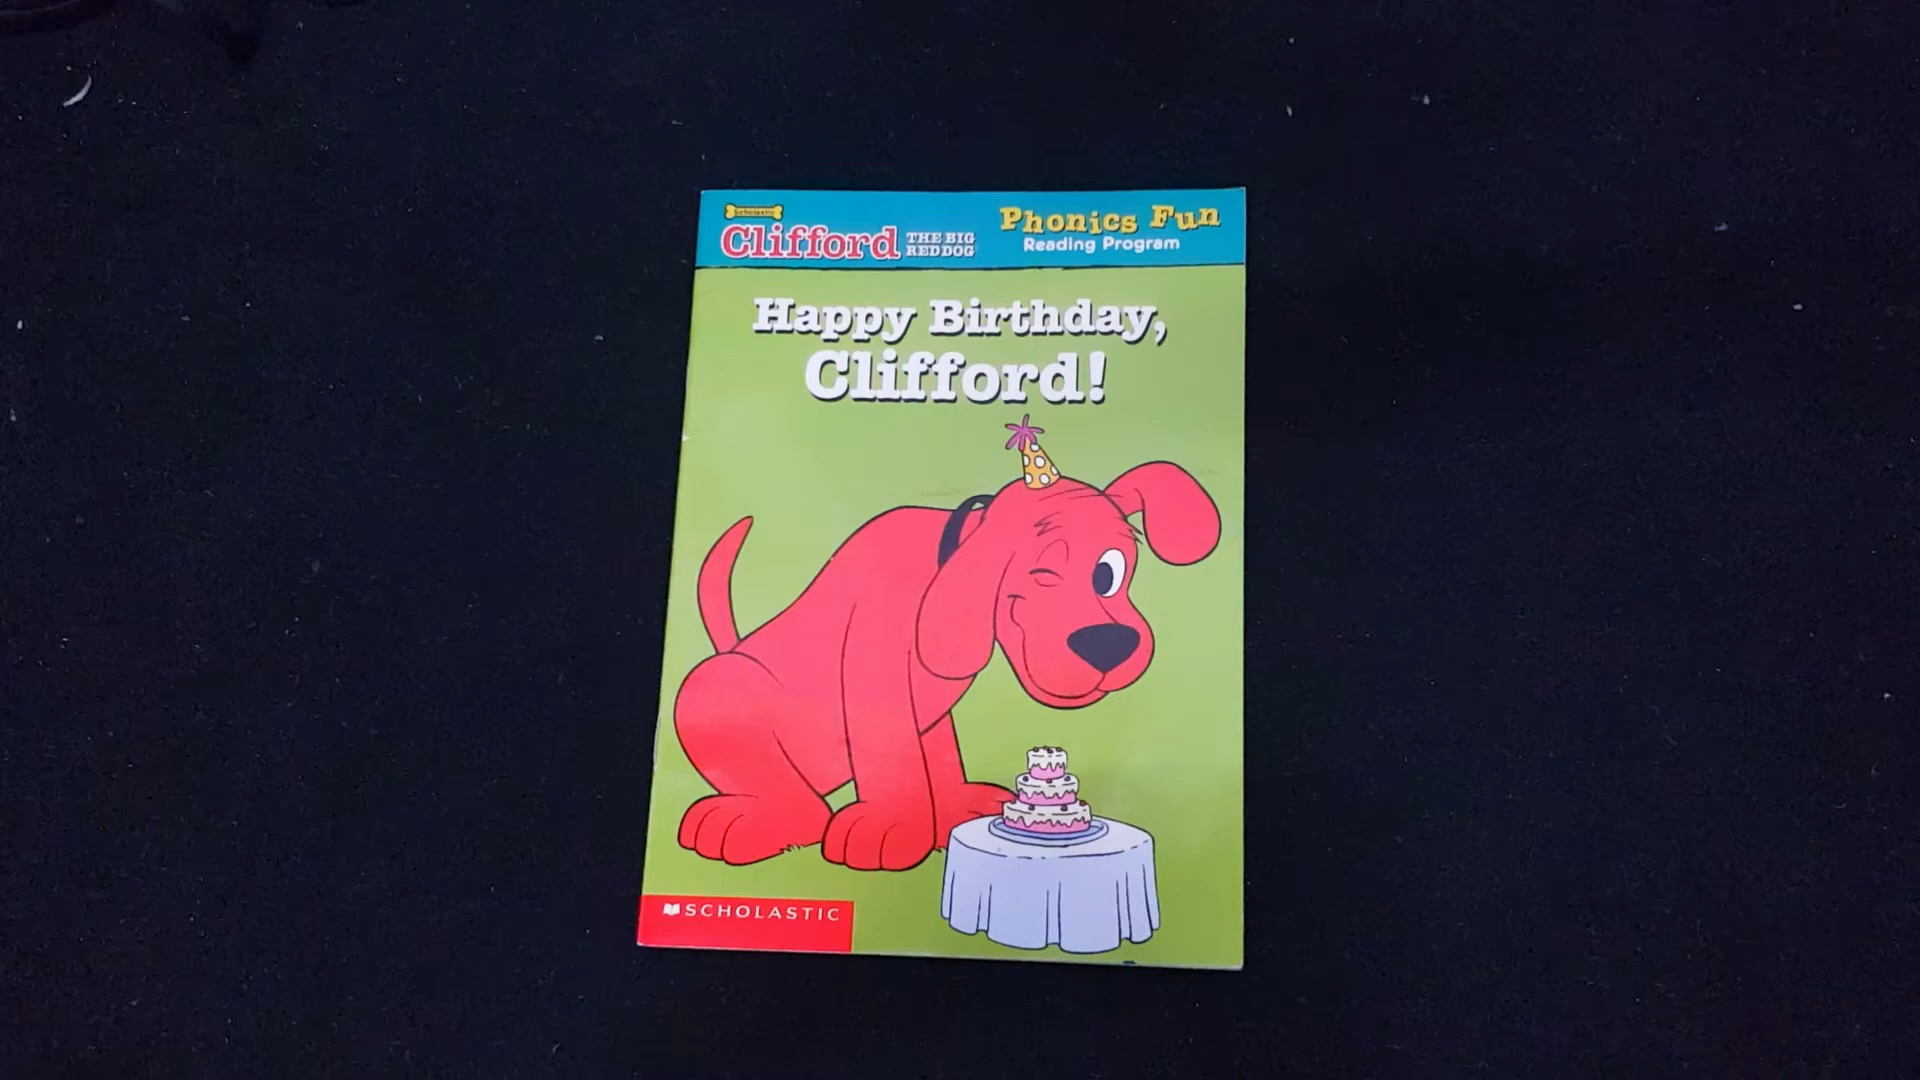 Scholastic
Clifford
THE BIG
RED DOG
Phonics Fun
Reading Program
Happy Birthday,
Clifford!
SCHOLASTIC